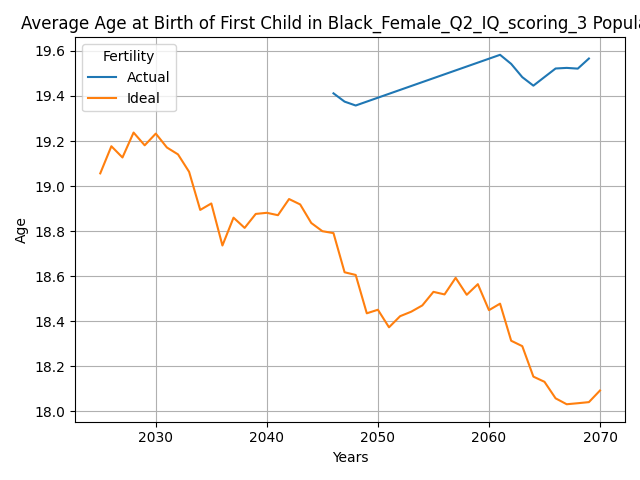 Average Age at Birth of First Child in Black_Female_Q2_IQ_scoring_3 Popula
Fertility
Actual
Ideal
19.6
19.4
19.2
19.0
18.8
18.6
18.4
18.2
18.0
Age
2030 2040 2050 2060 2070
Years